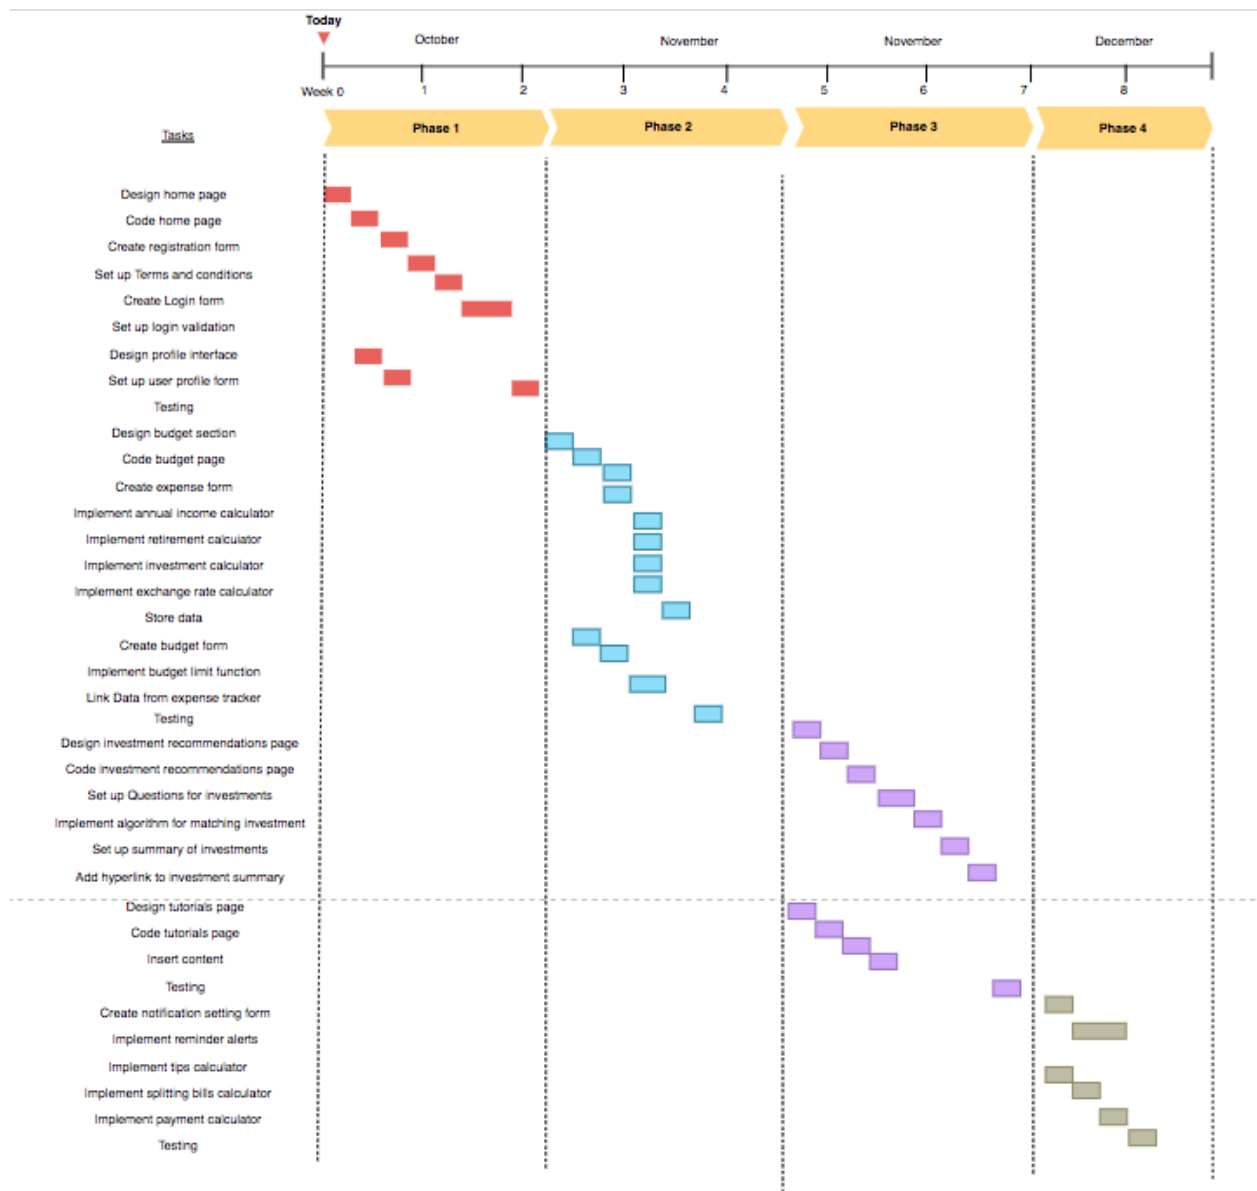 Today
October November November December
Week 0 1 2 3 4 5 6 7 8
Phase 1 Phase 2 Phase 3 Phase 4
Tasks
Design home page
Code home page
Create registration form
Set up Terms and conditions
Create Login form
Set up login validation
Design profile interface
Set up user profile form
Testing
Design budget section
Code budget page
Create expense form
Implement annual income calculator
Implement retirement calculator
Implement investment calculator
Implement exchange rate calculator
Store data
Create budget form
Implement budget limit function
Link Data from expense tracker
Testing
Design investment recommendations page
Code investment recommendations page
Set up Questions for investments
Implement algorithm for matching investment
Set up summary of investments
Add hyperlink to investment summary
Design tutorials page
Code tutorials page
Insert content
Testing
Create notification setting form
Implement reminder alerts
Implement tips calculator
Implement splitting bills calculator
Implement payment calculator
Testing